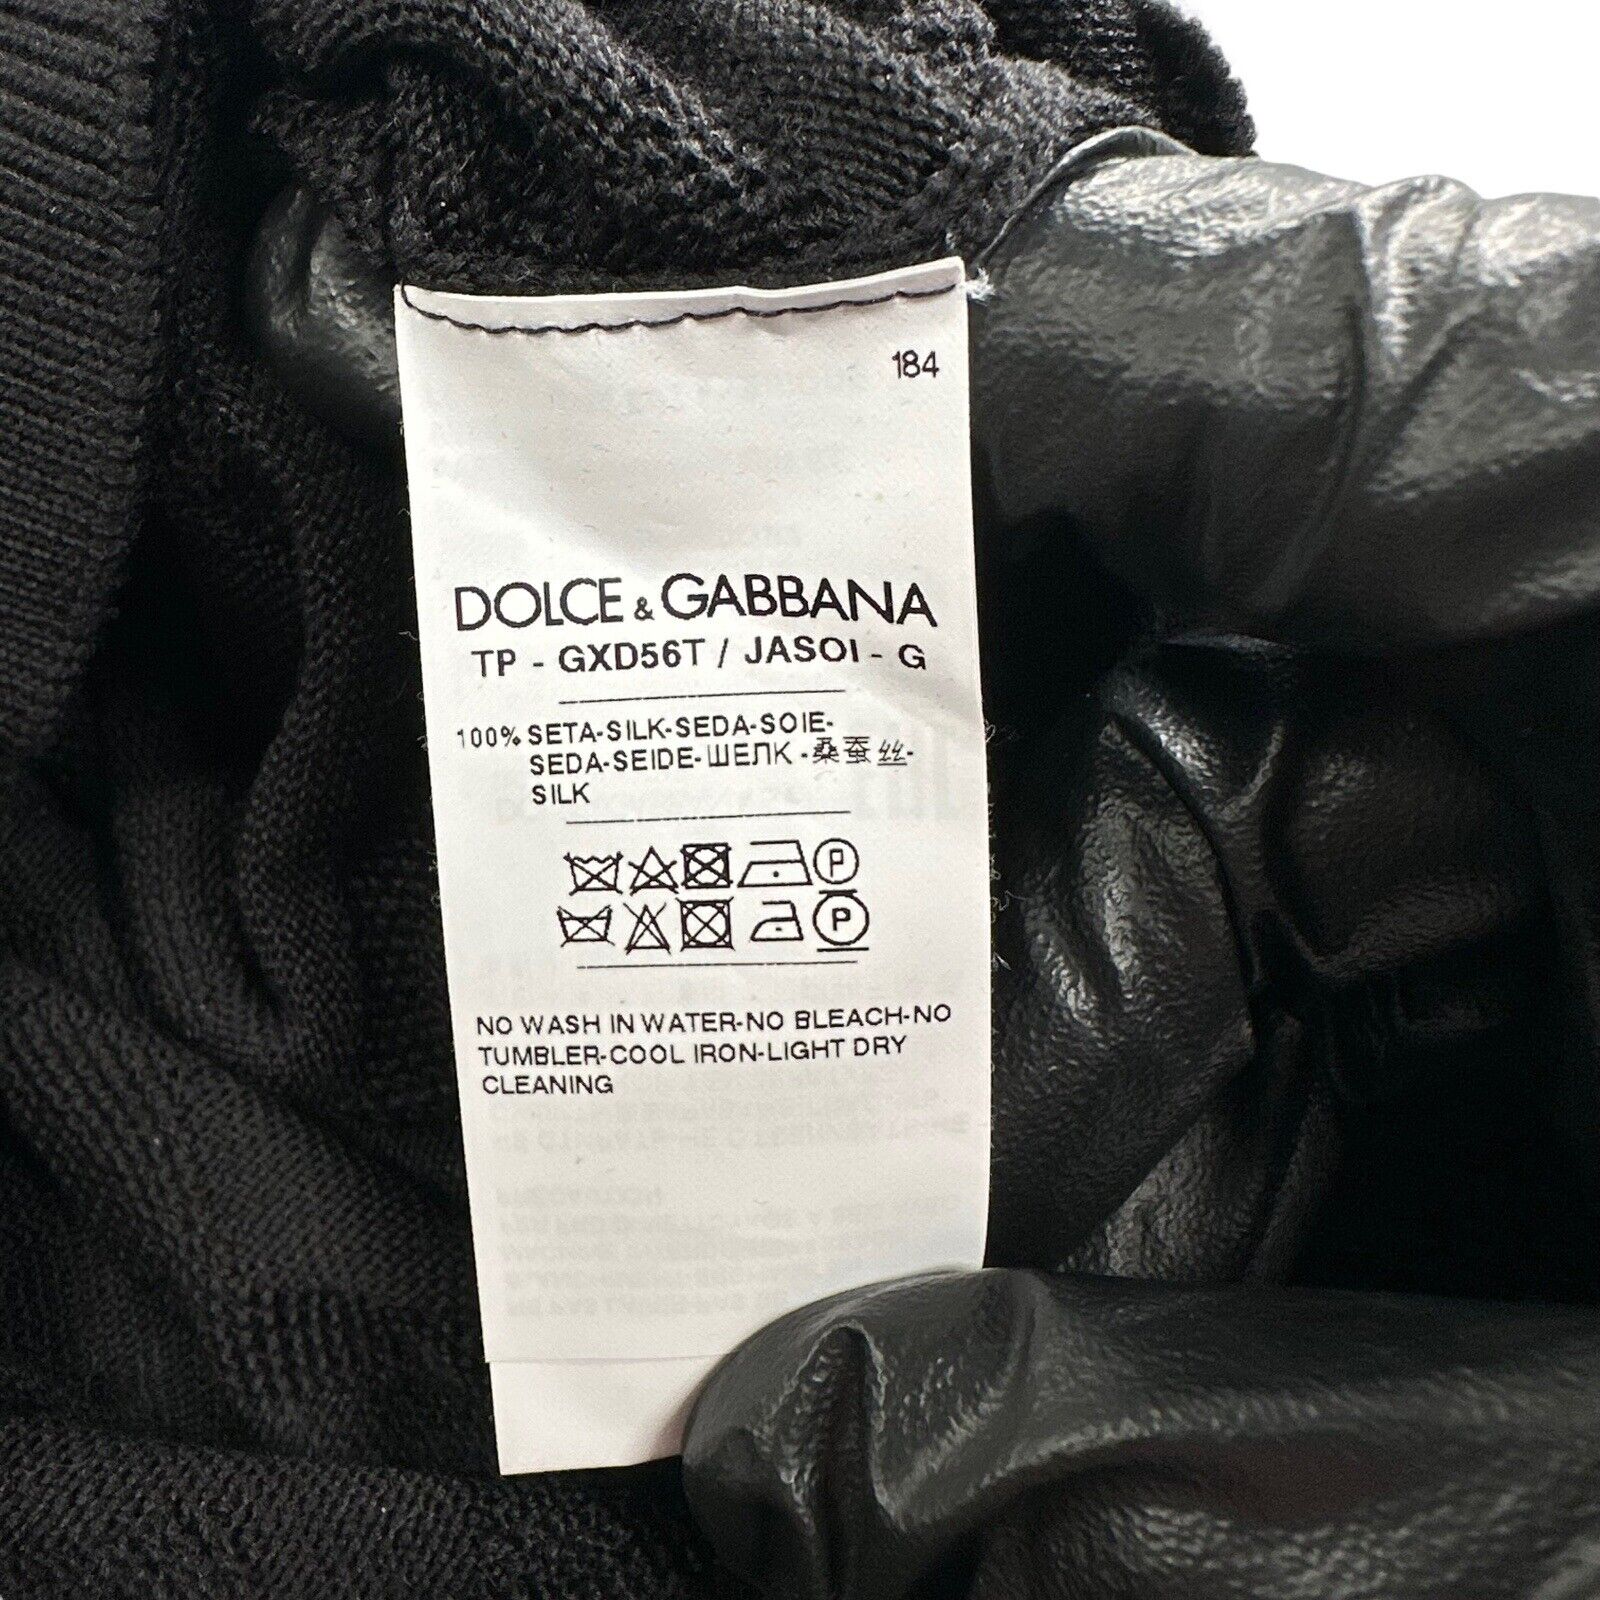 184
DOLCE & GABBANA
TP - GXD56T / JASOI - G
100% SETA-SILK-SEDA-SOIE-
SEDA-SEIDE-ШЕЛК -桑蚕丝-
SILK
P
P
NO WASH IN WATER-NO BLEACH-NO
TUMBLER-COOL IRON-LIGHT DRY
CLEANING